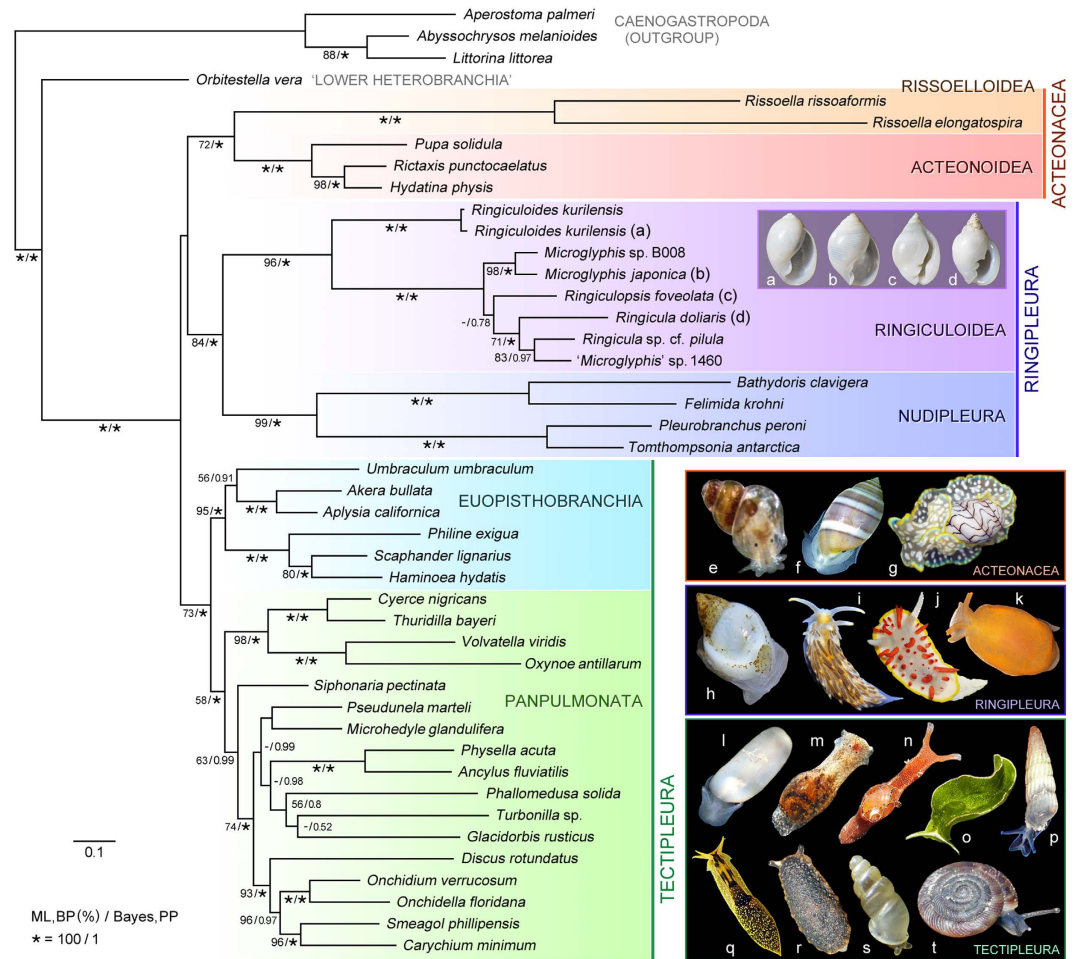 Aperostoma palmeri
Abyssochrysos melanioides
Littorina littorea
CAENOGASTROPODA
(OUTGROUP)
88/*
Orbitestella vera 'LOWER HETEROBRANCHIA'
RISSOELLOIDEA
Rissoella rissoaformis
Rissoella elongatospira
*/*
72/*
Pupa solidula
Rictaxis punctocaelatus
Hydatina physis
*/*
98/*
ACTEONOIDEA
ACTEONACEA
Ringiculoides kurilensis
Ringiculoides kurilensis (a)
*/*
*/*
96/*
Microglyphis sp. B008
Microglyphis japonica (b)
98/*
Ringiculopsis foveolata (c)
*/*
-/0.78
Ringicula doliaris (d)
71/*
Ringicula sp. cf. pilula
83/0.97
'Microglyphis' sp. 1460
a b c d
RINGICULOIDEA
84/*
Bathydoris clavigera
Felimida krohni
*/*
99/*
Pleurobranchus peroni
Tomthompsonia antarctica
*/*
NUDIPLEURA
RINGIPLEURA
*/*
Umbraculum umbraculum
56/0.91
Akera bullata
Aplysia californica
*/*
95/*
EUOPISTHOBRANCHIA
Philine exigua
Scaphander lignarius
Haminoea hydatis
*/*
80/*
73/*
Cyerce nigricans
Thuridilla bayeri
*/*
98/*
Volvatella viridis
Oxynoe antillarum
*/*
58/*
Siphonaria pectinata
PANPULMONATA
Pseudunela marteli
Microhedyle glandulifera
63/0.99
-/0.99
Physella acuta
Ancylus fluviatilis
*/*
-/0.98
Phallomedusa solida
56/0.8
Turbonilla sp.
-/0.52
Glacidorbis rusticus
74/*
Discus rotundatus
93/*
Onchidium verrucosum
Onchidella floridana
*/*
96/0.97
Smeagol phillipensis
Carychium minimum
96/*
TECTIPLEURA
0.1
ML,BP(%) / Bayes,PP
* = 100/1
e f g
ACTEONACEA
h i j k
RINGIPLEURA
l m n o p
q r s t
TECTIPLEURA